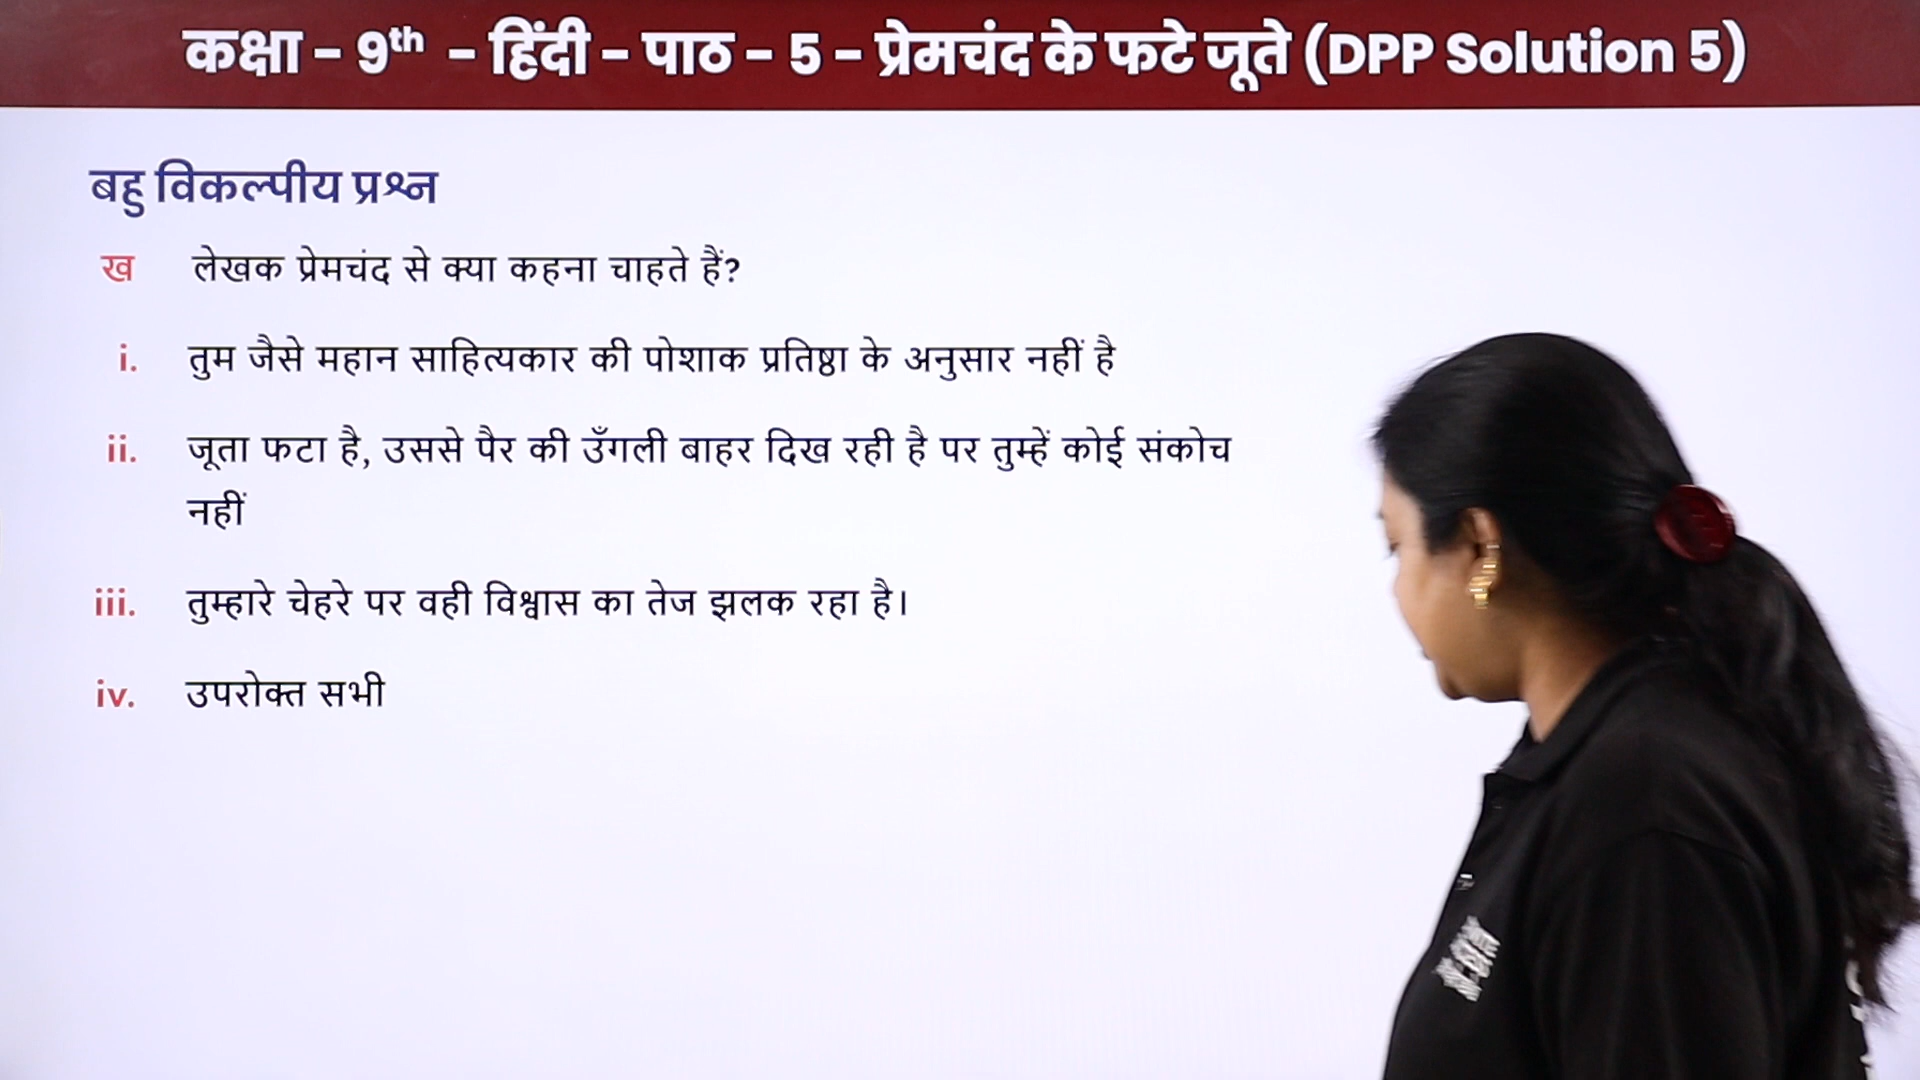 कक्षा – 9th – हिंदी – पाठ – 5 – प्रेमचंद के फटे जूते (DPP Solution 5)
बहु विकल्पीय प्रश्न
ख लेखक प्रेमचंद से क्या कहना चाहते हैं?
i. तुम जैसे महान साहित्यकार की पोशाक प्रतिष्ठा के अनुसार नहीं है
ii. जूता फटा है, उससे पैर की उँगली बाहर दिख रही है पर तुम्हें कोई संकोच
नहीं
iii. तुम्हारे चेहरे पर वही विश्वास का तेज झलक रहा है।
iv. उपरोक्त सभी